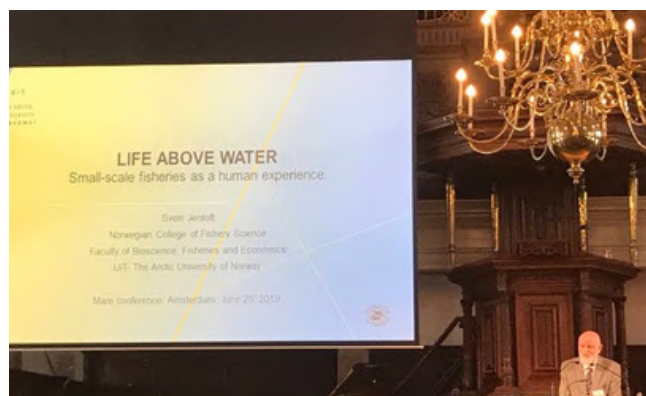 LIFE ABOVE WATER
Small-scale fisheries as a human experience
Svein Jentoft
Norwegian College of Fishery Science
Faculty of Bioscience, Fisheries and Economics
UiT- The Arctic University of Norway
Mare conference, Amsterdam, June 25, 2019